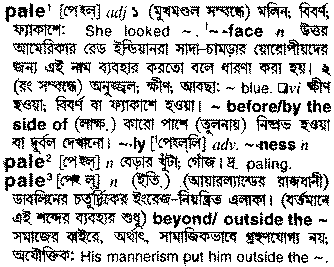 pale¹ [পেইল্] adj ১ (মুখমণ্ডল সম্বন্ধে) মলিন; বিবর্ণ;
ফ্যাকাশে: She looked ~. '~-face n উত্তর
আমেরিকার রেড ইন্ডিয়ানরা সাদা-চামড়ার য়োরোপীয়দের
জন্য এই নাম ব্যবহার করতো বলে ধারণা করা হয়। ২
(রং সম্বন্ধে) অনুজ্জ্বল; ক্ষীণ; আবছা: ~ blue. □vi ক্ষীণ
হওয়া; বিবর্ণ বা ফ্যাকাশে হওয়া। ~ before/by the
side of (লাক্ষ.) কারো পাশে (তুলনায়) নিষ্প্রভ হওয়া
বা দুর্বল দেখানো। ~-ly ['পেইললি] adv. ~-ness n
pale² [পেইল্] n বেড়ার খুঁটা; গোঁজ। দ্র. paling.
pale³ [পেইল্] n (ইতি.) (আয়ারল্যান্ডের রাজধানী)
ডাবলিনের চতুর্দিকের ইংরেজ-নিয়ন্ত্রিত এলাকা। (বর্তমানে
এই শব্দের ব্যবহার শুধু) beyond/ outside the ~
সমাজের বাইরে, অর্থাৎ, সামাজিকভাবে গ্রহণযোগ্য নয়;
অযৌক্তিক: His mannerism put him outside the ~.